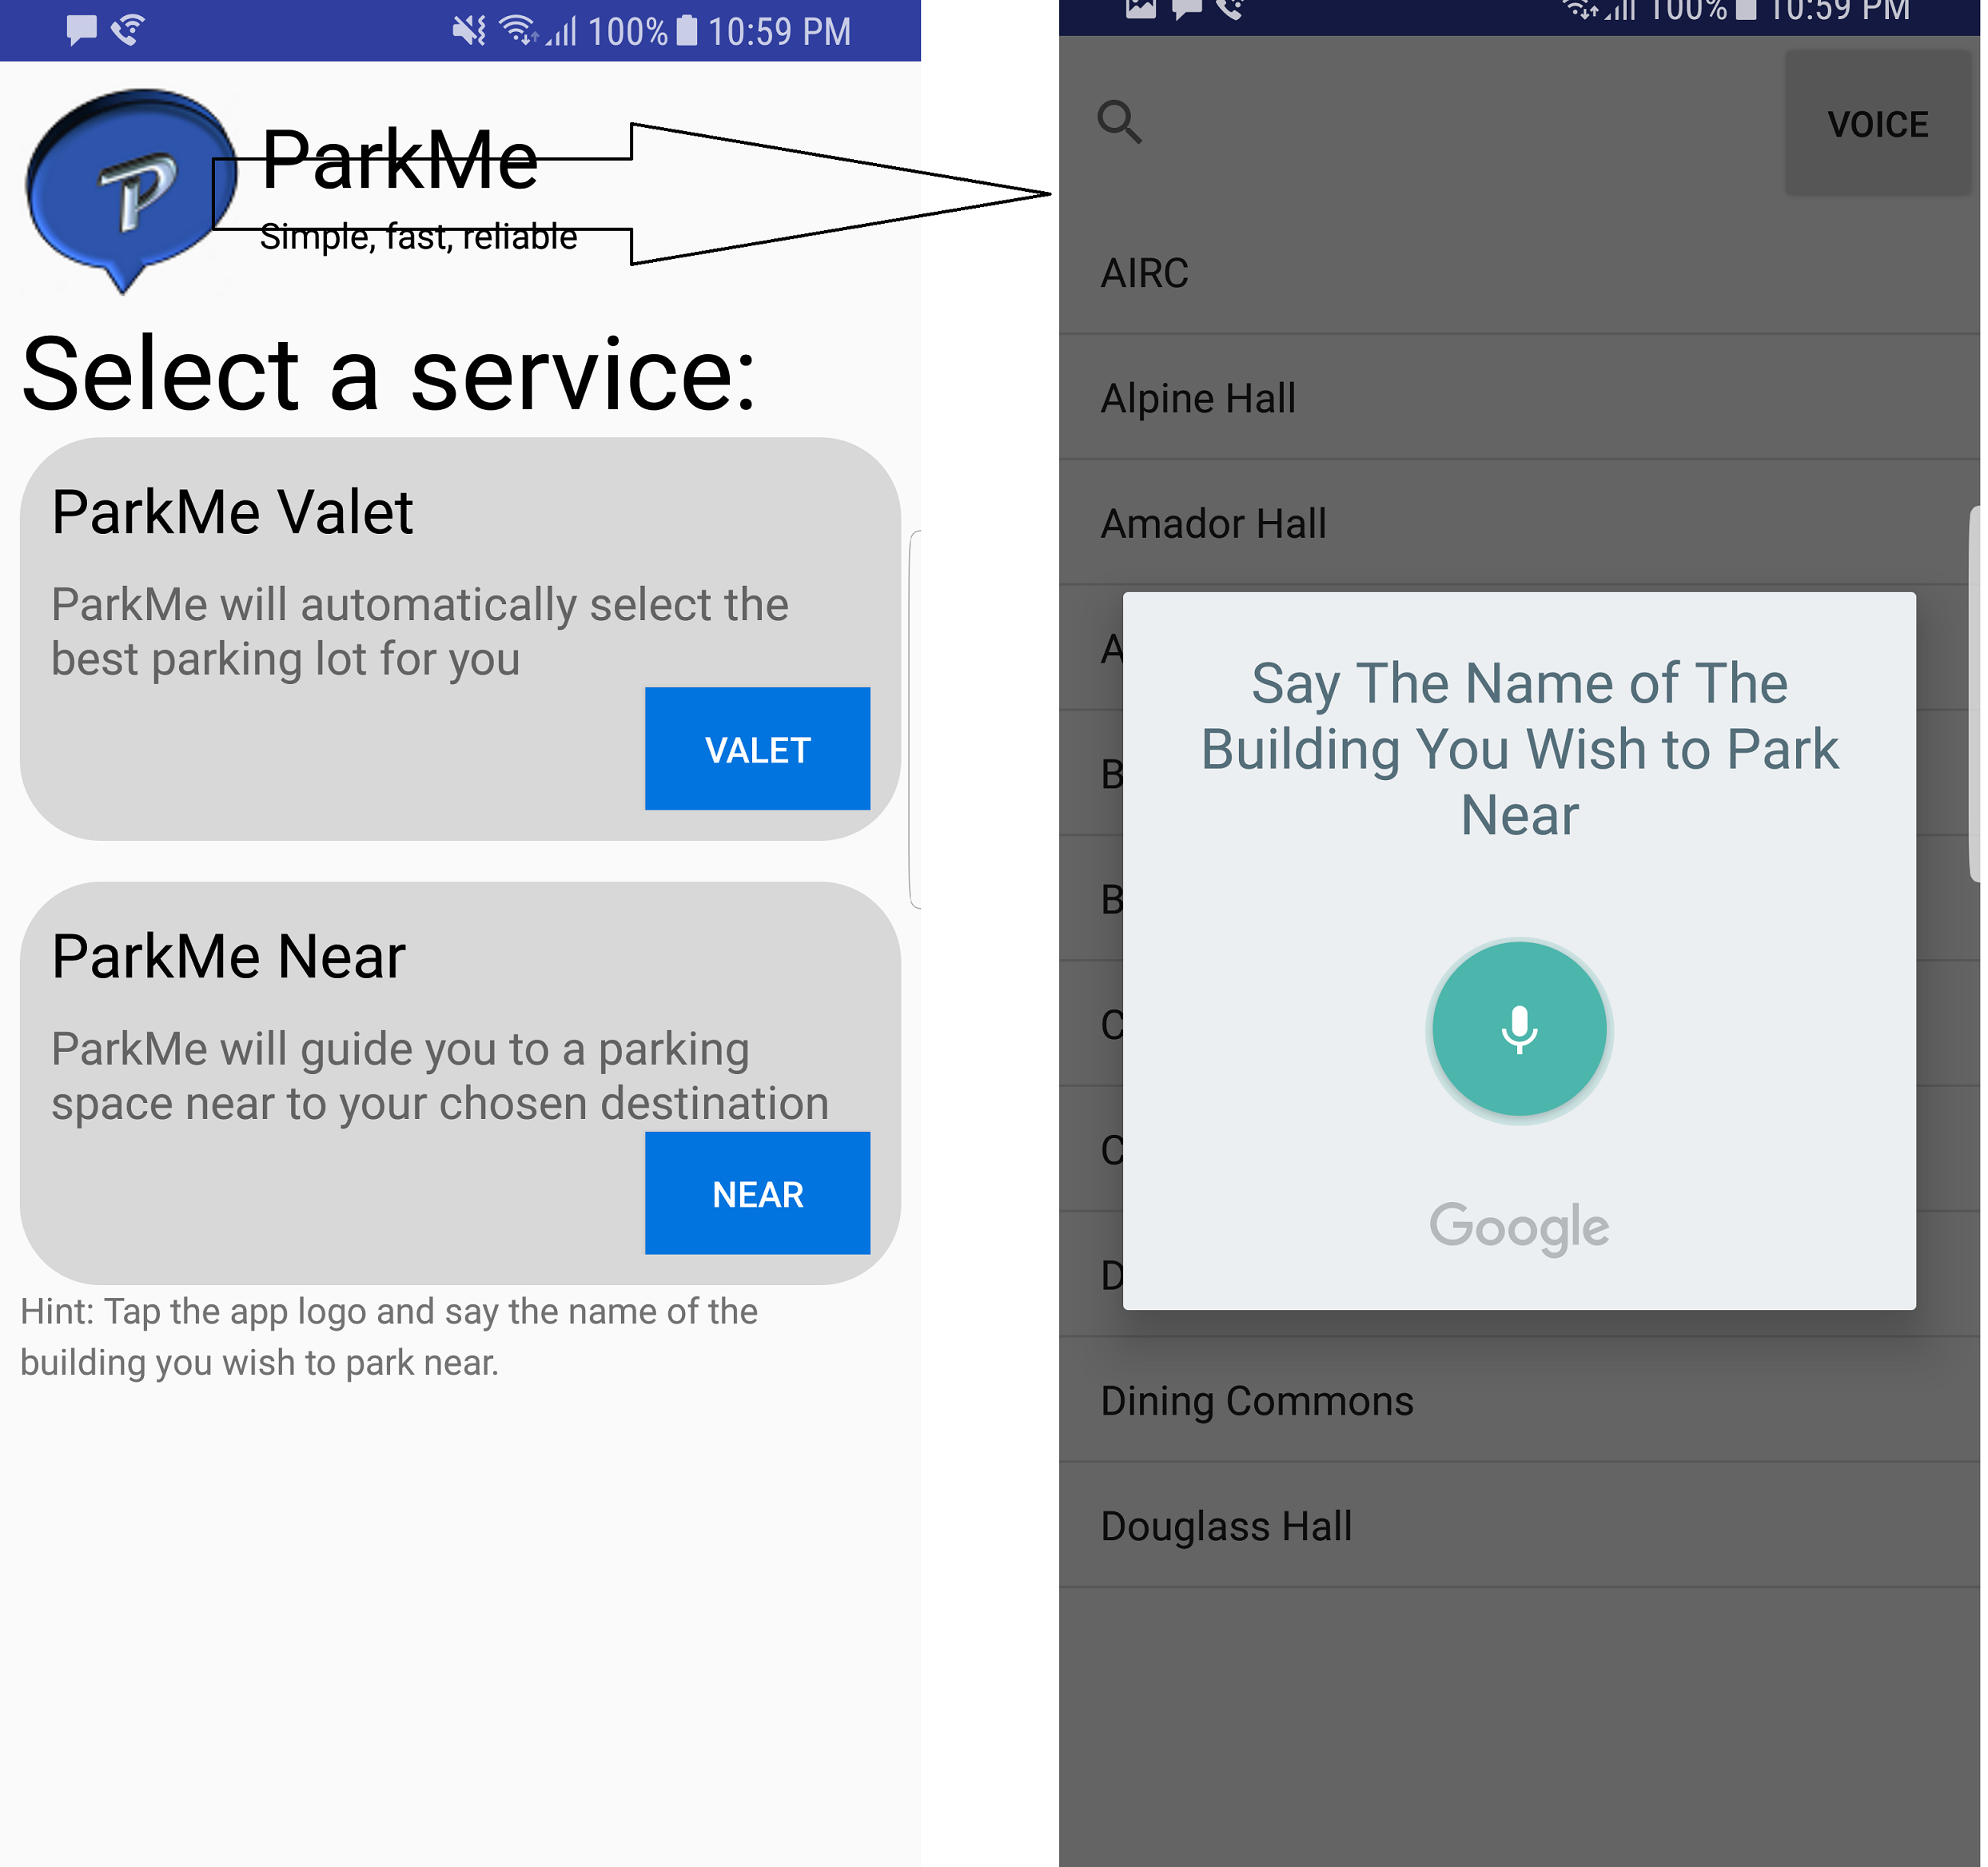 100% 10:59 PM
P
ParkMe
Simple, fast, reliable
Select a service:
ParkMe Valet
ParkMe will automatically select the
best parking lot for you
VALET
ParkMe Near
ParkMe will guide you to a parking
space near to your chosen destination
NEAR
Hint: Tap the app logo and say the name of the
building you wish to park near.
100% 10:59 PM
VOICE
AIRC
Alpine Hall
Amador Hall
A
B
B
C
C
D
Say The Name of The
Building You Wish to Park
Near
Google
Dining Commons
Douglass Hall